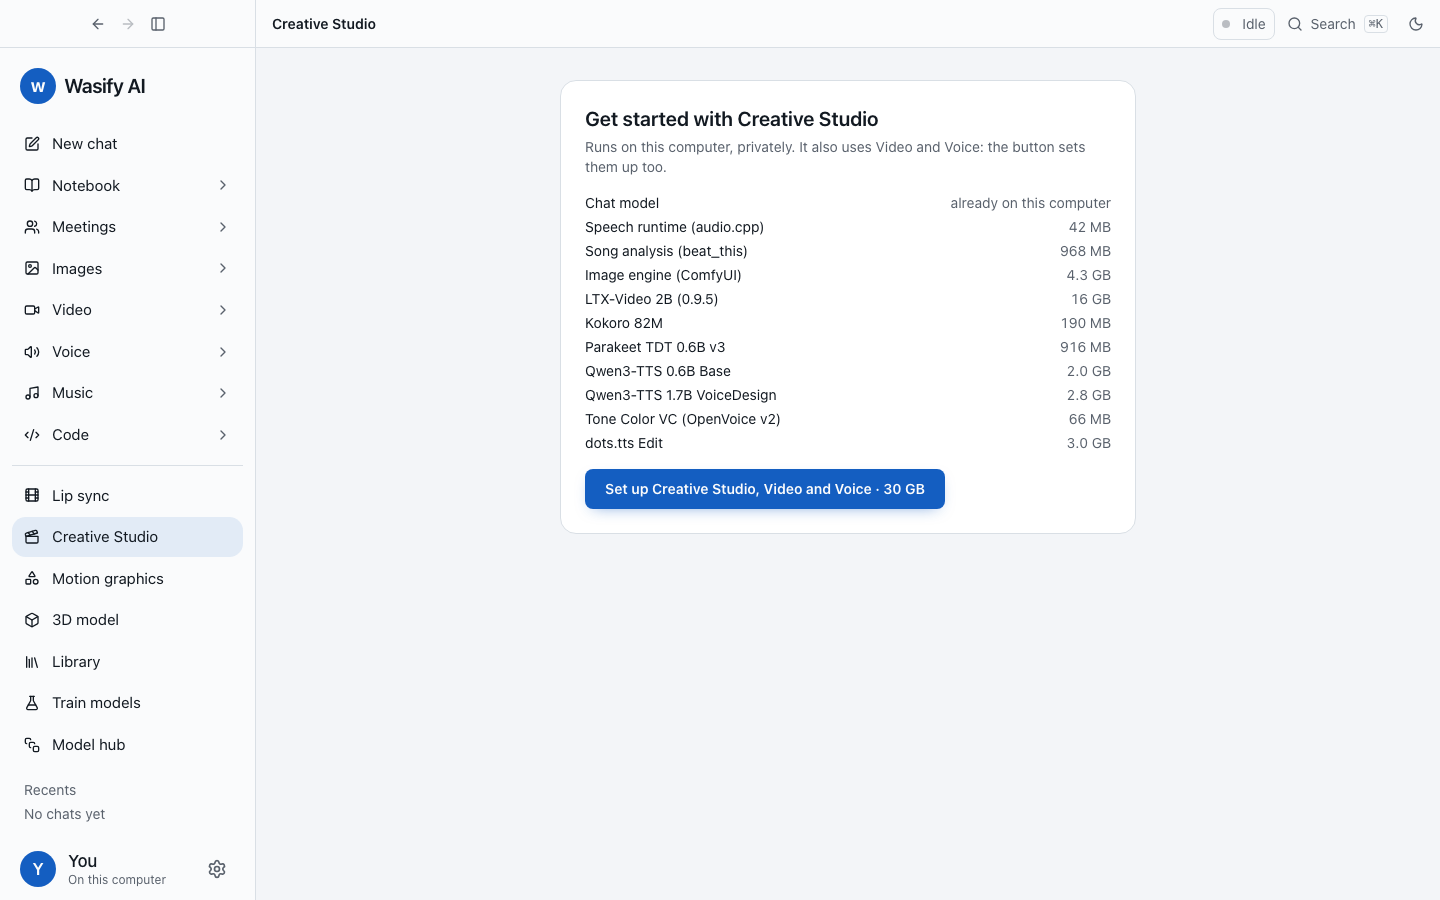 Creative Studio
Idle
Search
⌘K
W
Wasify AI
New chat
Notebook
Meetings
Images
Video
Voice
Music
Code
Lip sync
Creative Studio
Motion graphics
3D model
Library
Train models
Model hub
Recents
No chats yet
Y
You
On this computer
Get started with Creative Studio
Runs on this computer, privately. It also uses Video and Voice: the button sets
them up too.
Chat model already on this computer
Speech runtime (audio.cpp) 42 MB
Song analysis (beat_this) 968 MB
Image engine (ComfyUI) 4.3 GB
LTX-Video 2B (0.9.5) 16 GB
Kokoro 82M 190 MB
Parakeet TDT 0.6B v3 916 MB
Qwen3-TTS 0.6B Base 2.0 GB
Qwen3-TTS 1.7B VoiceDesign 2.8 GB
Tone Color VC (OpenVoice v2) 66 MB
dots.tts Edit 3.0 GB
Set up Creative Studio, Video and Voice · 30 GB